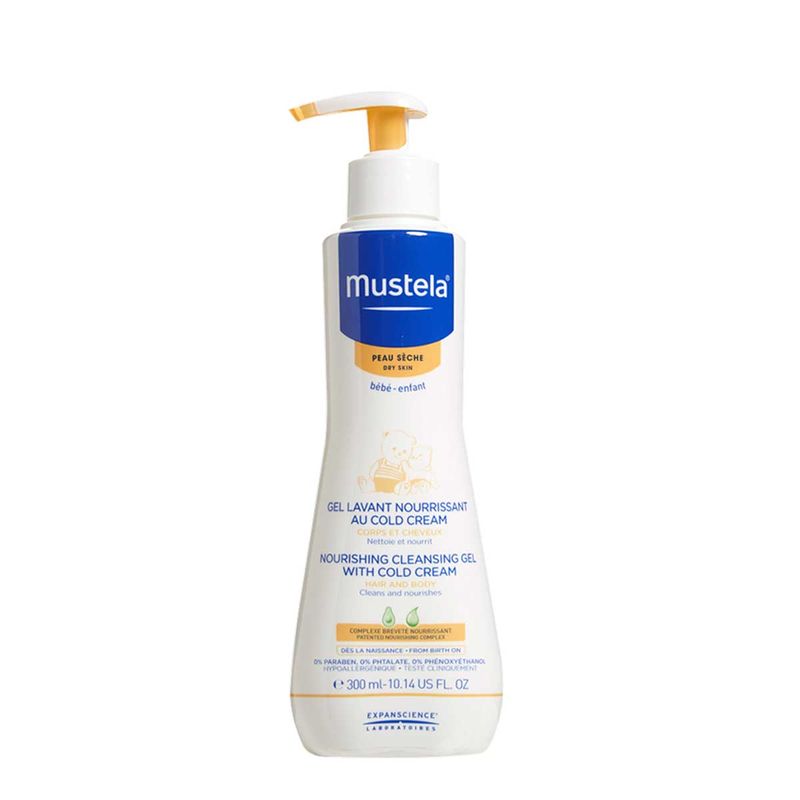 mustela®
PEAU SÈCHE
DRY SKIN
bébé - enfant
GEL LAVANT NOURRISSANT
AU COLD CREAM
CORPS ET CHEVEUX
Nettoie et nourrit
NOURISHING CLEANSING GEL
WITH COLD CREAM
HAIR AND BODY
Cleans and nourishes
COMPLEXE BREVETÉ NOURRISSANT
PATENTED NOURISHING COMPLEX
DÈS LA NAISSANCE • FROM BIRTH ON
0% PARABEN, 0% PHTALATE, 0% PHÉNOXYÉTHANOL
HYPOALLERGÉNIQUE • TESTÉ CLINIQUEMENT
℮ 300 ml-10.14 US FL. OZ
EXPANSCIENCE®
LABORATOIRES